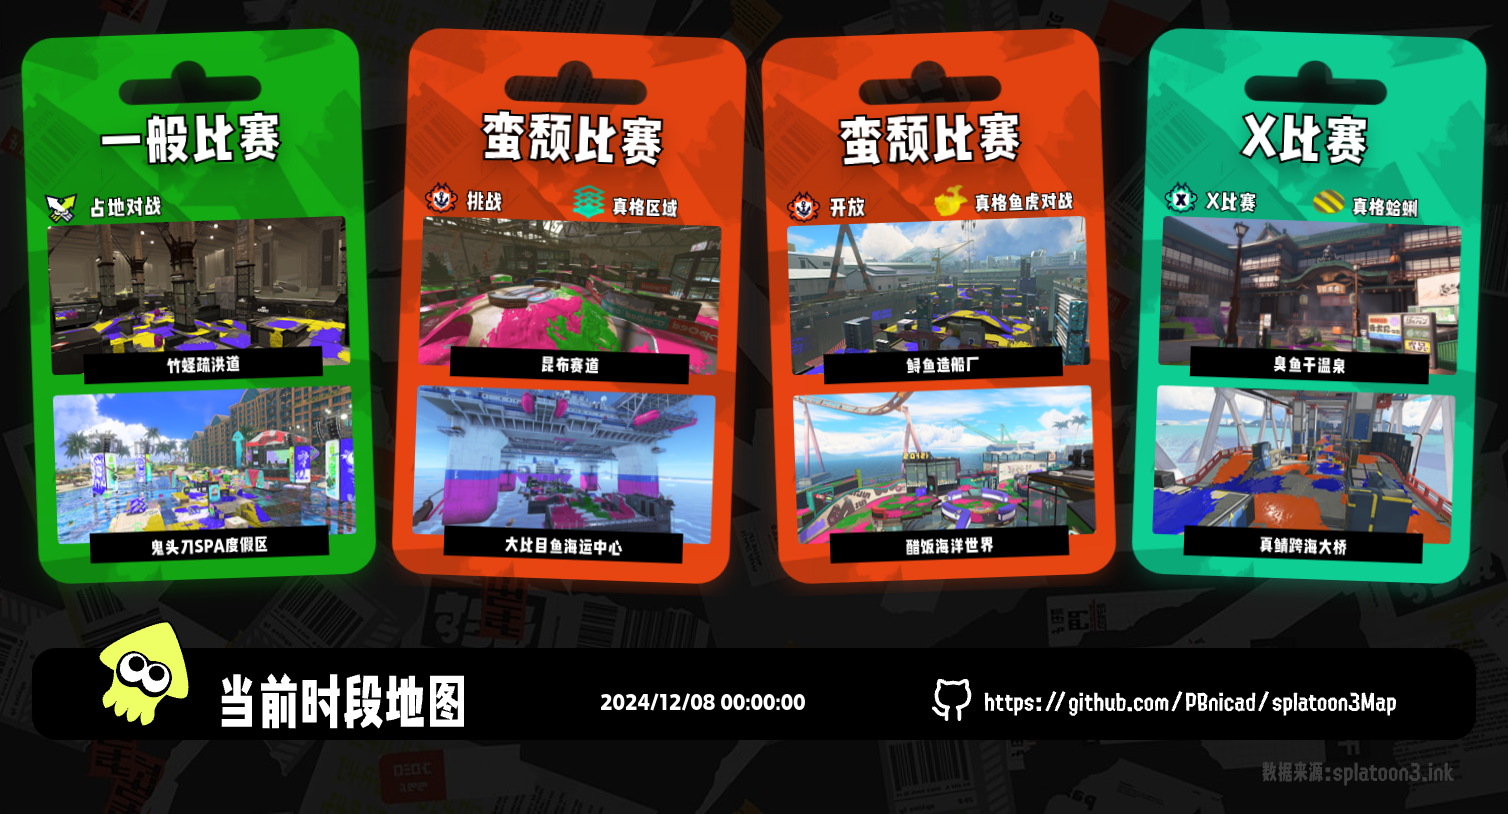 一般比赛
占地对战
竹蛏疏洪道
鬼头刀SPA度假区
蛮颓比赛
挑战
真格区域
昆布赛道
大比目鱼海运中心
蛮颓比赛
开放
真格鱼虎对战
鲟鱼造船厂
醋饭海洋世界
X比赛
X比赛
真格蛤蜊
臭鱼干温泉
真鲭跨海大桥
当前时段地图
2024/12/08 00:00:00
https://github.com/PBnicad/splatoon3Map
数据来源:splatoon3.ink